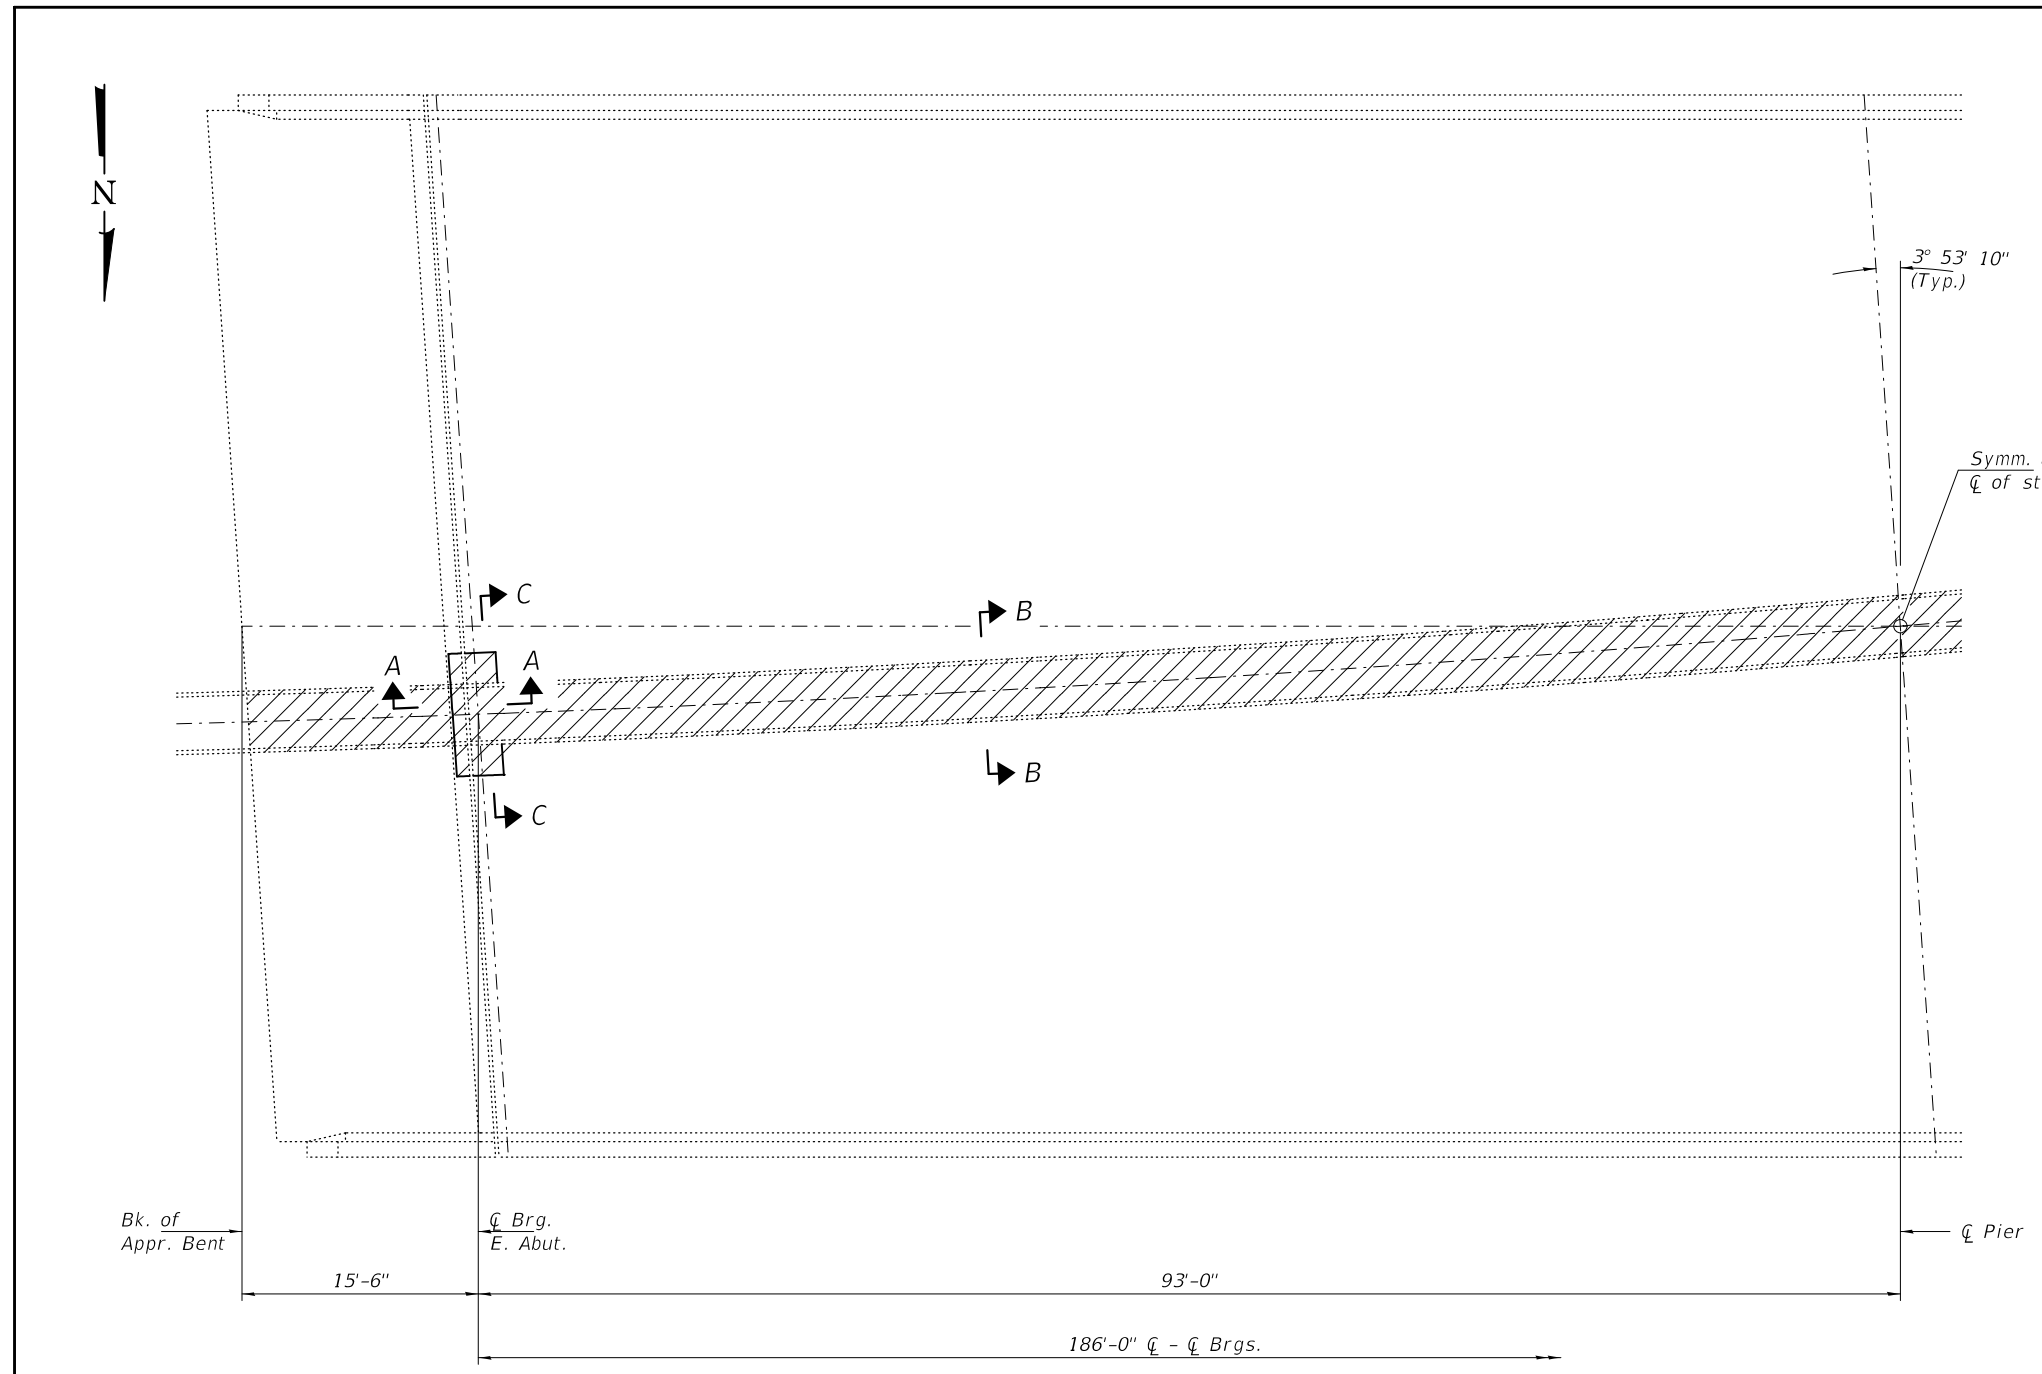 N
3° 53' 10"
(Typ.)
Symm.
℄ of st
C
B
A
A
B
C
Bk. of
Appr. Bent
℄ Brg.
E. Abut.
℄ Pier
15'-6"
93'-0"
186'-0" ℄ - ℄ Brgs.